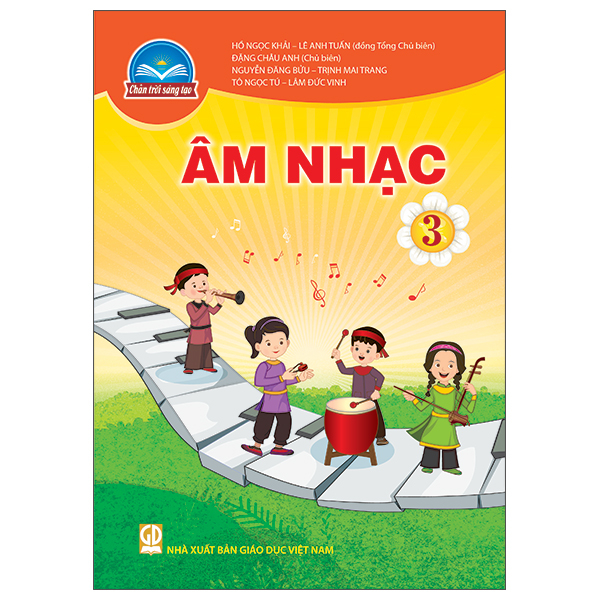 HỒ NGỌC KHẢI – LÊ ANH TUẤN (đồng Tổng Chủ biên)
ĐẶNG CHÂU ANH (Chủ biên)
NGUYỄN ĐĂNG BỬU – TRỊNH MAI TRANG
TÔ NGỌC TÚ – LÂM ĐỨC VINH
Chân trời sáng tạo
ÂM NHẠC
3
GD
NHÀ XUẤT BẢN GIÁO DỤC VIỆT NAM